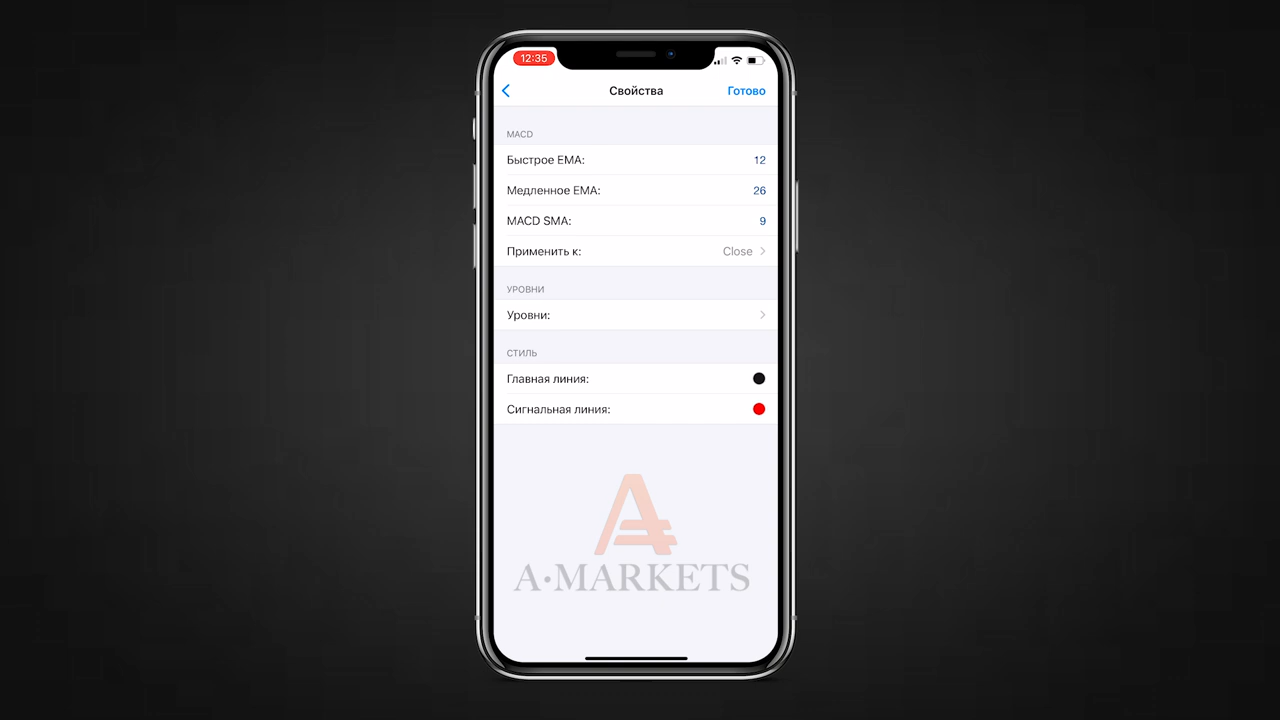 12:35
Свойства Готово
MACD
Быстрое EMA: 12
Медленное EMA: 26
MACD SMA: 9
Применить к: Close
УРОВНИ
Уровни:
СТИЛЬ
Главная линия:
Сигнальная линия:
A•MARKETS